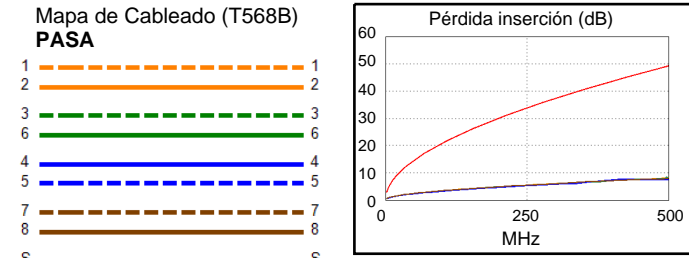 Mapa de Cableado (T568B)
PASA
1 1
2 2
3 3
6 6
4 4
5 5
7 7
8 8
S S
Pérdida inserción (dB)
60
50
40
30
20
10
0
0 250 500
MHz